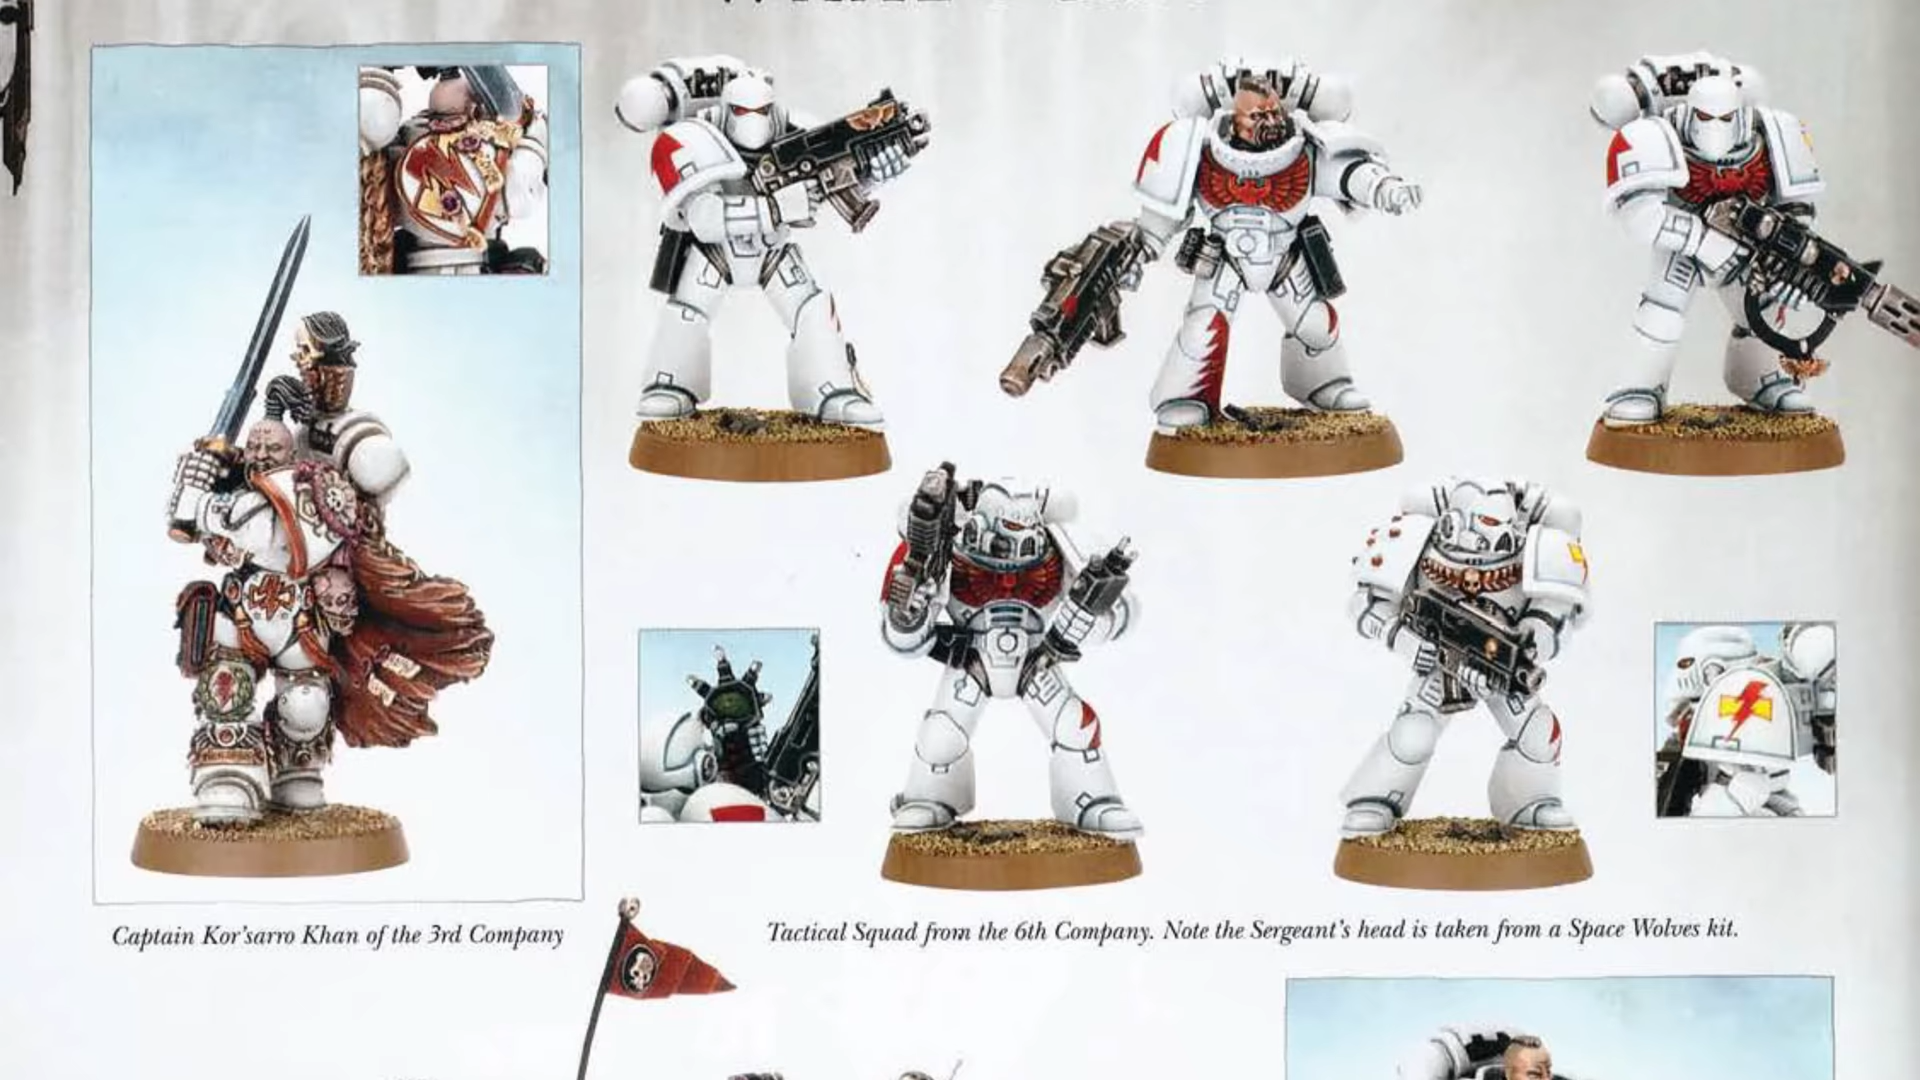 Captain Kor'sarro Khan of the 3rd Company
Tactical Squad from the 6th Company. Note the Sergeant's head is taken from a Space Wolves kit.